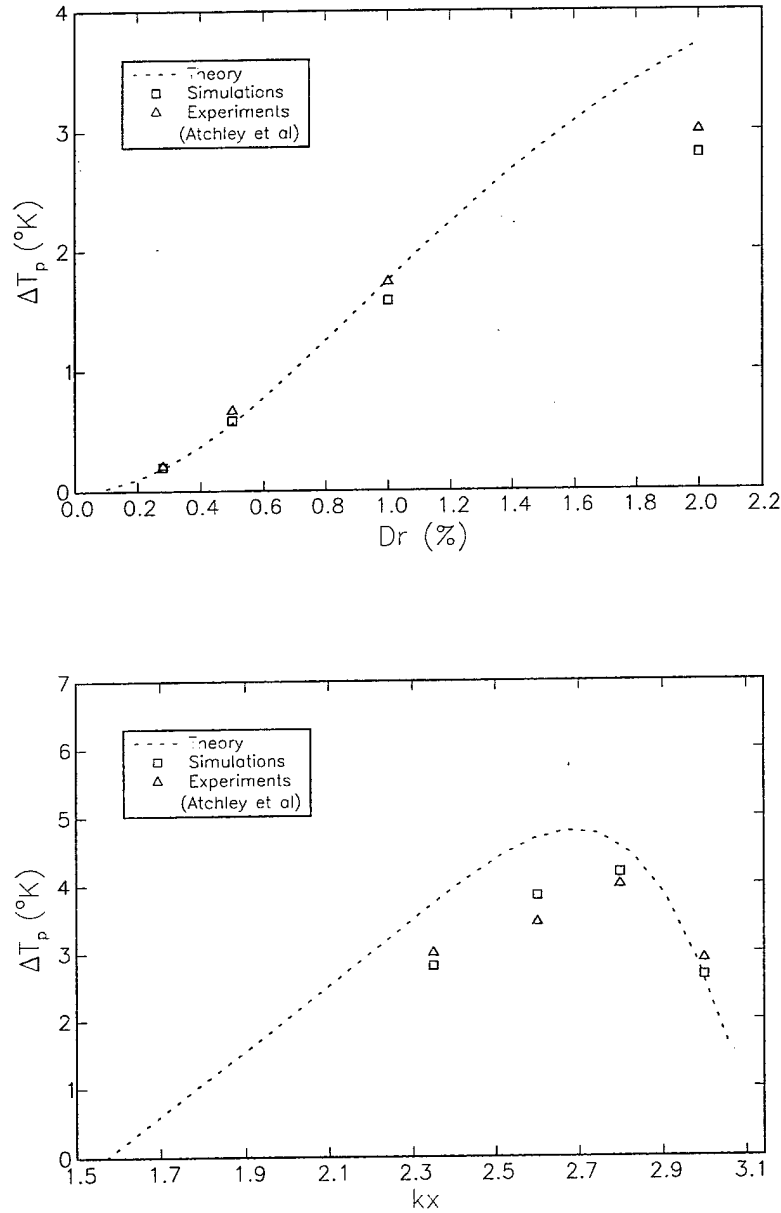 4
3
2
1
0
ΔTₚ (°K)
Theory
Simulations
Experiments
(Atchley et al)
0.0 0.2 0.4 0.6 0.8 1.0 1.2 1.4 1.6 1.8 2.0 2.2
Dr (%)
7
6
5
4
3
2
1
0
ΔTₚ (°K)
Theory
Simulations
Experiments
(Atchley et al)
1.5 1.7 1.9 2.1 2.3 2.5 2.7 2.9 3.1
kx